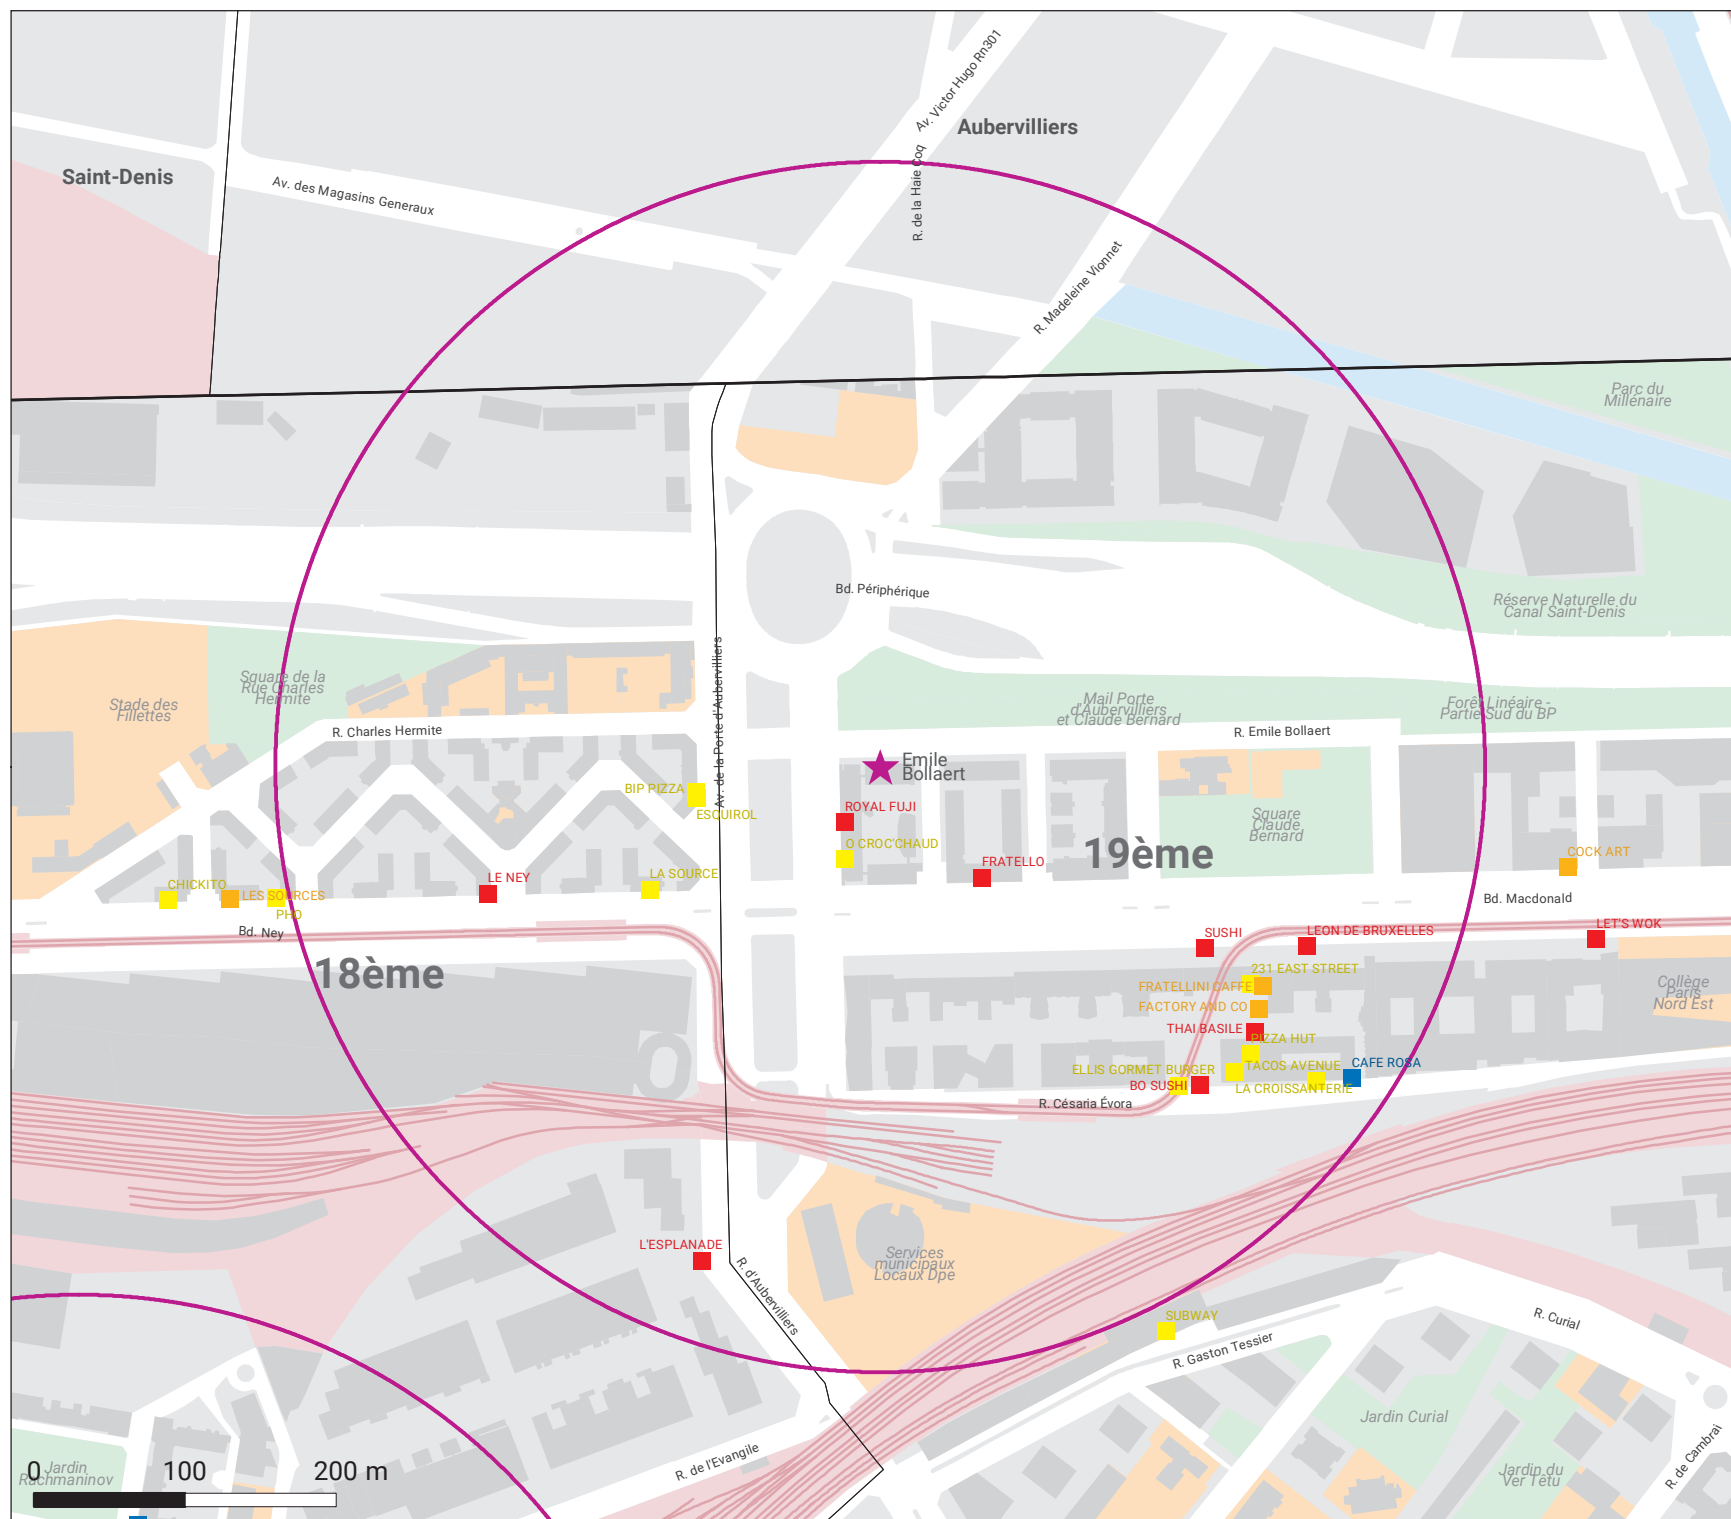 Av. Victor Hugo Rn301
Aubervilliers
R. de la Haie Coq
Saint-Denis
Av. des Magasins Generaux
R. Madeleine Vionnet
Parc du
Millénaire
Bd. Périphérique
Réserve Naturelle du
Canal Saint-Denis
Av. de la Porte d'Aubervilliers
Square de la
Rue Charles
Hermite
Stade des
Fillettes
Mail Porte
d'Aubervilliers
et Claude Bernard
Forêt Linéaire -
Partie Sud du BP
R. Charles Hermite
R. Emile Bollaert
Emile
Bollaert
BIP PIZZA
ESQUIROL
ROYAL FUJI
Square
Claude
Bernard
O CROC'CHAUD
19ème
FRATELLO
COCK ART
CHICKITO
LES SOURCES
PHO
LE NEY
LA SOURCE
Bd. Macdonald
Bd. Ney
SUSHI
LEON DE BRUXELLES
LET'S WOK
18ème
231 EAST STREET
FRATELLINI CAFFE
FACTORY AND CO
Collège
Paris
Nord Est
THAI BASILE
PIZZA HUT
ELLIS GORMET BURGER
TACOS AVENUE
CAFE ROSA
BO SUSHI
LA CROISSANTERIE
R. Césaria Évora
L'ESPLANADE
Services
municipaux
Locaux Dpe
R. d'Aubervilliers
SUBWAY
R. Gaston Tessier
R. Curial
Jardin Curial
R. de l'Evangile
Jardin du
Ver Têtu
R. de Cambrai
Jardin
Rachmaninov
0 100 200 m